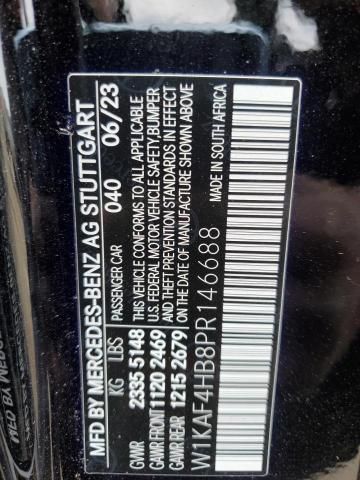 MFD BY MERCEDES-BENZ AG STUTTGART
KG LBS PASSENGER CAR 040 06/23
GVWR 2335 5148 THIS VEHICLE CONFORMS TO ALL APPLICABLE
GAWR FRONT 1120 2469 U.S. FEDERAL MOTOR VEHICLE SAFETY, BUMPER
GAWR REAR 1215 2679 AND THEFT PREVENTION STANDARDS IN EFFECT
ON THE DATE OF MANUFACTURE SHOWN ABOVE
W1KAF4HB8PR146688 MADE IN SOUTH AFRICA